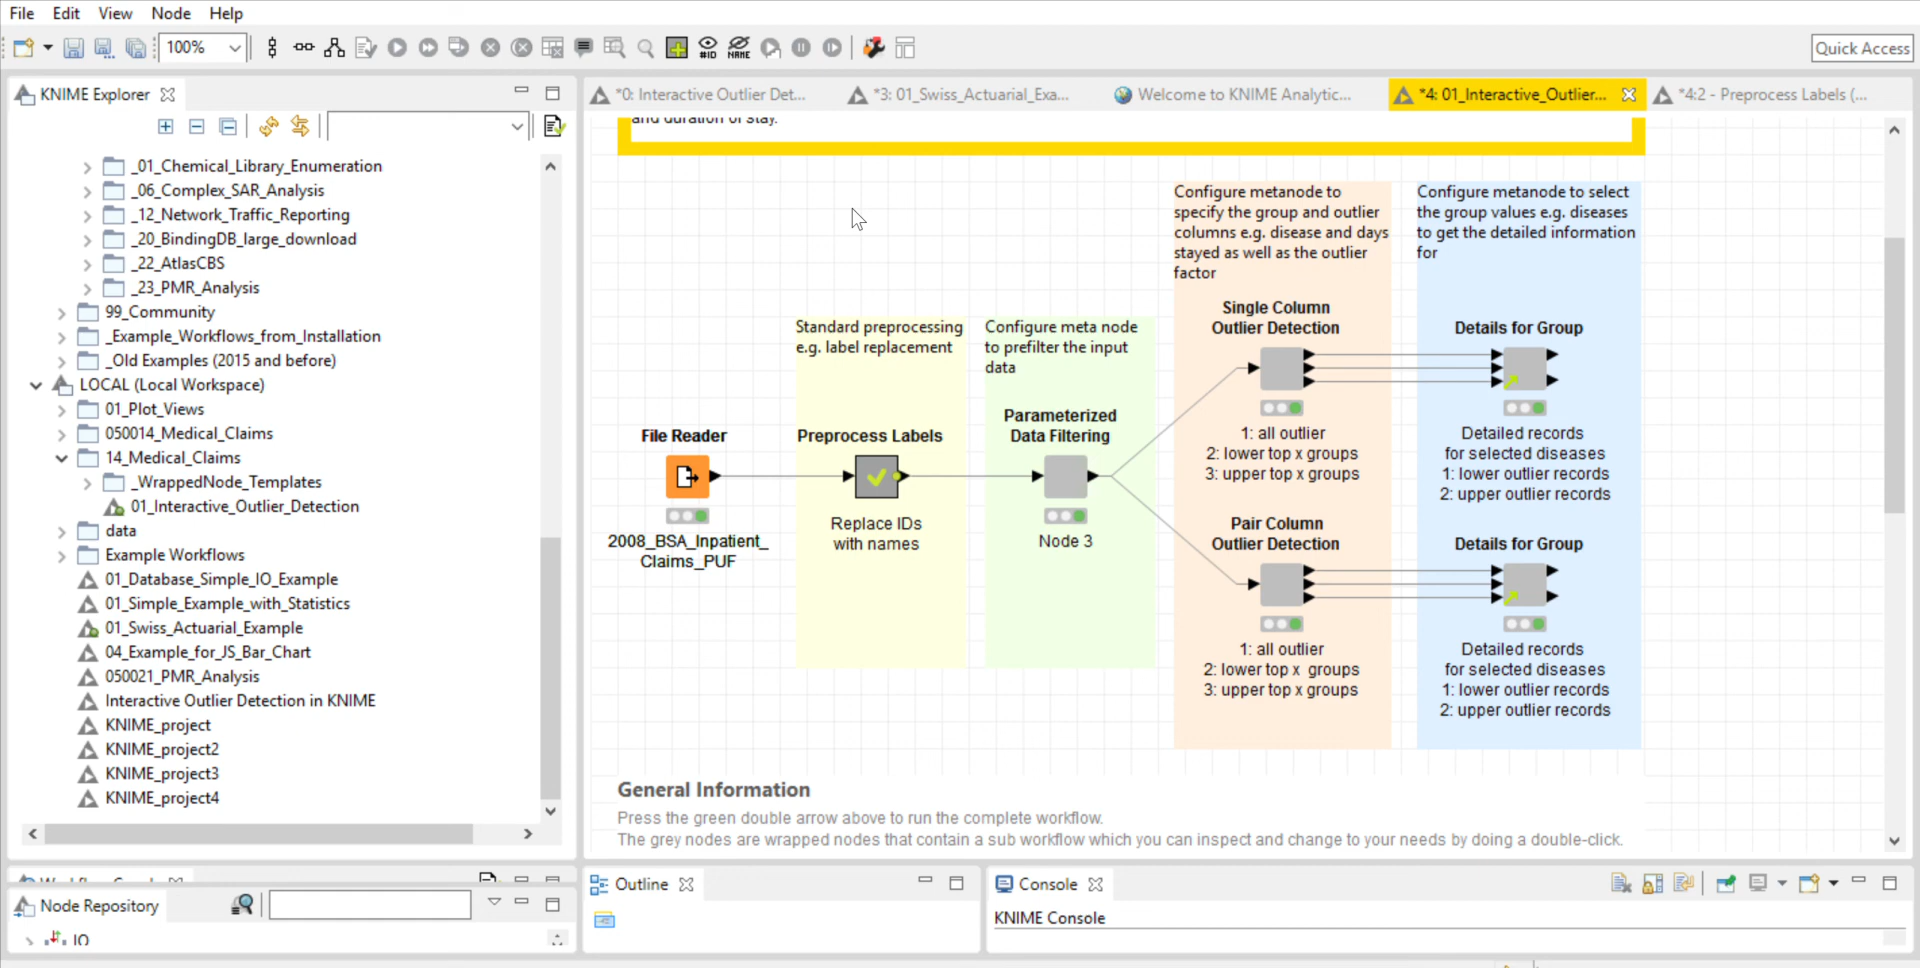 File Edit View Node Help
100%
#ID
NAME
Quick Access
KNIME Explorer
_01_Chemical_Library_Enumeration
_06_Complex_SAR_Analysis
_12_Network_Traffic_Reporting
_20_BindingDB_large_download
_22_AtlasCBS
_23_PMR_Analysis
99_Community
_Example_Workflows_from_Installation
_Old Examples (2015 and before)
LOCAL (Local Workspace)
01_Plot_Views
050014_Medical_Claims
14_Medical_Claims
_WrappedNode_Templates
01_Interactive_Outlier_Detection
data
Example Workflows
01_Database_Simple_IO_Example
01_Simple_Example_with_Statistics
01_Swiss_Actuarial_Example
04_Example_for_JS_Bar_Chart
050021_PMR_Analysis
Interactive Outlier Detection in KNIME
KNIME_project
KNIME_project2
KNIME_project3
KNIME_project4
Node Repository
IO
*0: Interactive Outlier Det...
*3: 01_Swiss_Actuarial_Exa...
Welcome to KNIME Analytic...
*4: 01_Interactive_Outlier...
*4:2 - Preprocess Labels (...
and duration of stay.
File Reader
2008_BSA_Inpatient_
Claims_PUF
Standard preprocessing
e.g. label replacement
Preprocess Labels
Replace IDs
with names
Configure meta node
to prefilter the input
data
Parameterized
Data Filtering
Node 3
Configure metanode to
specify the group and outlier
columns e.g. disease and days
stayed as well as the outlier
factor
Single Column
Outlier Detection
1: all outlier
2: lower top x groups
3: upper top x groups
Pair Column
Outlier Detection
1: all outlier
2: lower top x groups
3: upper top x groups
Configure metanode to select
the group values e.g. diseases
to get the detailed information
for
Details for Group
Detailed records
for selected diseases
1: lower outlier records
2: upper outlier records
Details for Group
Detailed records
for selected diseases
1: lower outlier records
2: upper outlier records
General Information
Press the green double arrow above to run the complete workflow.
The grey nodes are wrapped nodes that contain a sub workflow which you can inspect and change to your needs by doing a double-click.
Outline
Console
KNIME Console